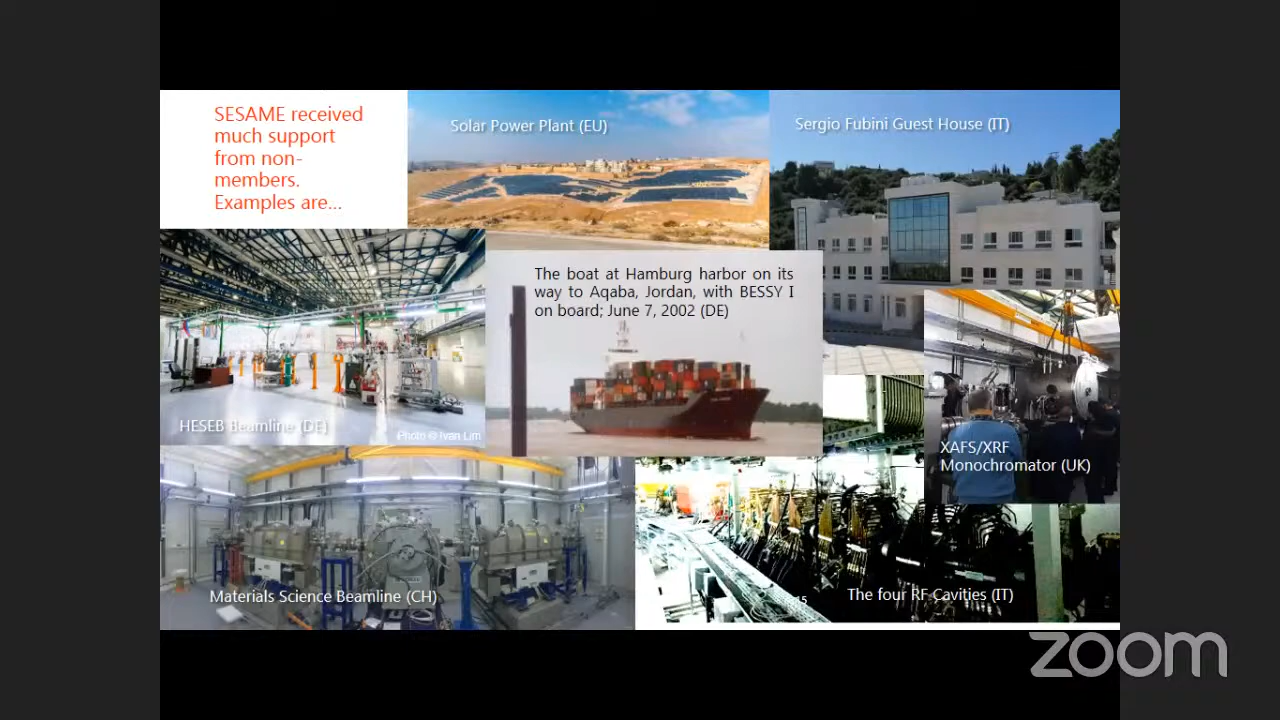 SESAME received
much support
from non-
members.
Examples are...
Solar Power Plant (EU)
Sergio Fubini Guest House (IT)
The boat at Hamburg harbor on its
way to Aqaba, Jordan, with BESSY I
on board; June 7, 2002 (DE)
HESEB Beamline (DE)
Photo © Ivan Lim
XAFS/XRF
Monochromator (UK)
Materials Science Beamline (CH)
15
The four RF Cavities (IT)
zoom